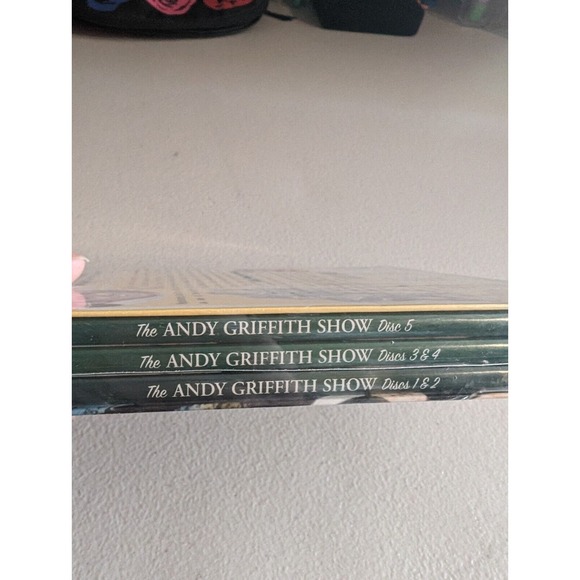 The ANDY GRIFFITH SHOW Disc 5
The ANDY GRIFFITH SHOW Discs 3 & 4
The ANDY GRIFFITH SHOW Discs 1 & 2